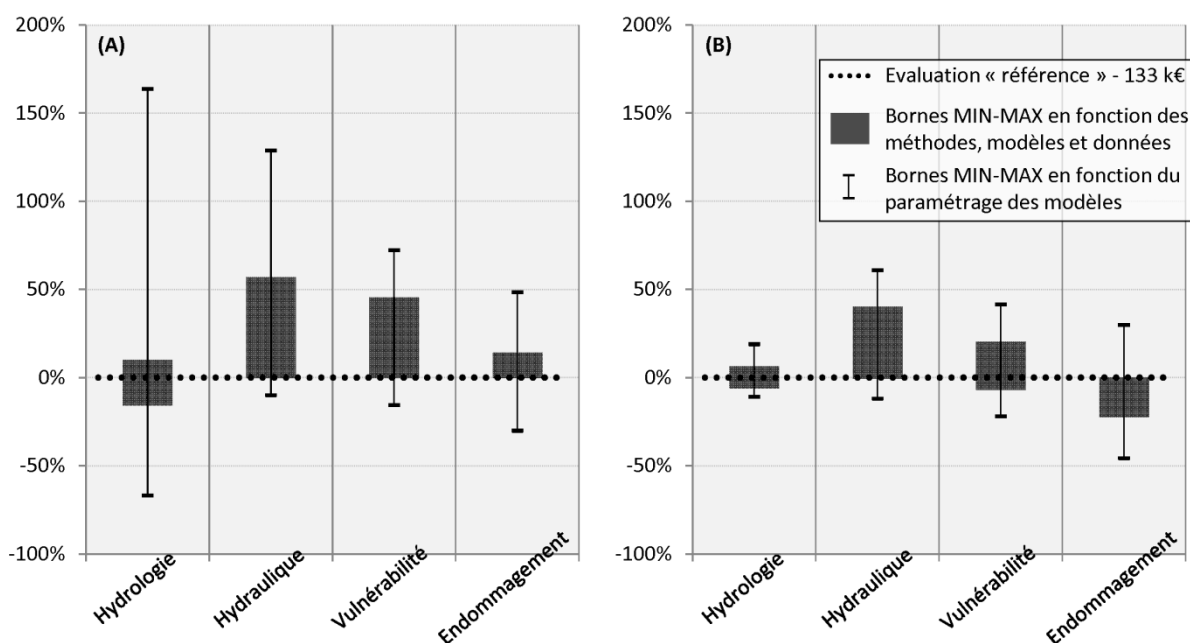 200%
150%
100%
50%
0%
-50%
-100%
(A)
Hydrologie
Hydraulique
Vulnérabilité
Endommagement
200%
150%
100%
50%
0%
-50%
-100%
(B)
Evaluation « référence » - 133 k€
Bornes MIN-MAX en fonction des
méthodes, modèles et données
Bornes MIN-MAX en fonction du
paramétrage des modèles
Hydrologie
Hydraulique
Vulnérabilité
Endommagement